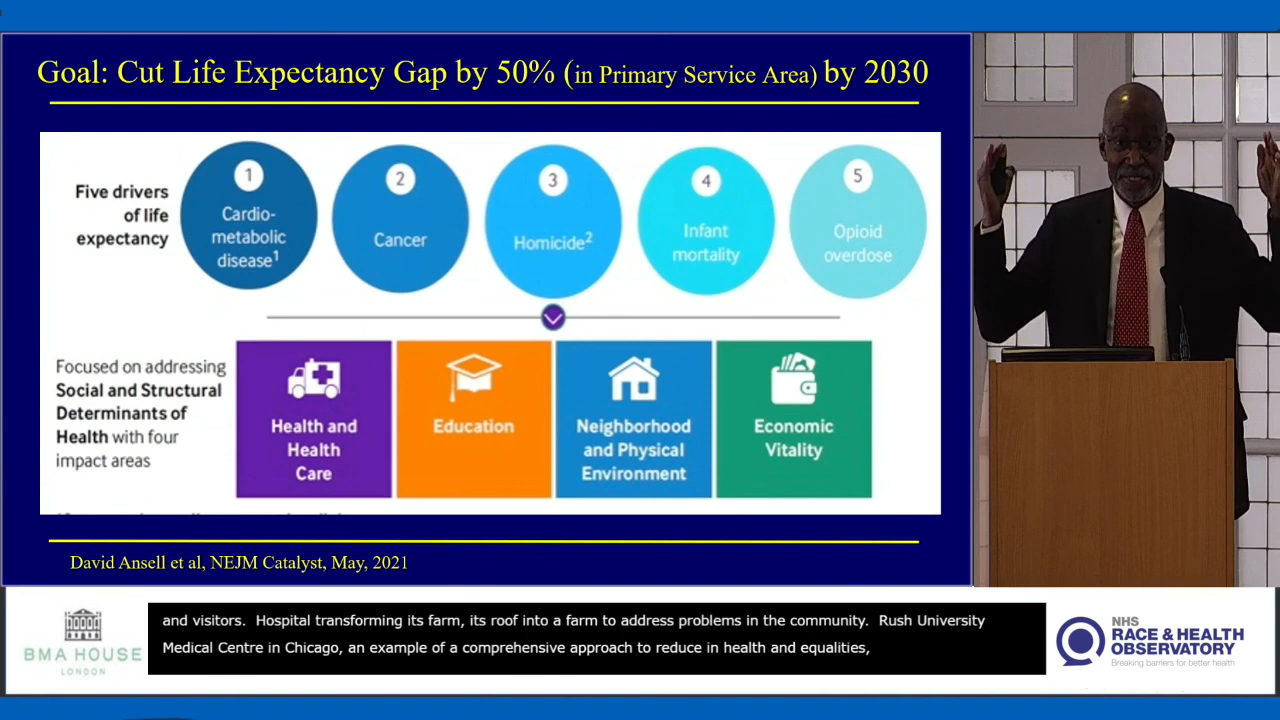 Goal: Cut Life Expectancy Gap by 50% (in Primary Service Area) by 2030
Five drivers
of life
expectancy
1
Cardio-
metabolic
disease1
2
Cancer
3
Homicide2
4
Infant
mortality
5
Opioid
overdose
Focused on addressing
Social and Structural
Determinants of
Health with four
impact areas
Health and
Health
Care
Education
Neighborhood
and Physical
Environment
Economic
Vitality
David Ansell et al, NEJM Catalyst, May, 2021
BMA HOUSE
LONDON
and visitors.  Hospital transforming its farm, its roof into a farm to address problems in the community.  Rush University
Medical Centre in Chicago, an example of a comprehensive approach to reduce in health and equalities,
NHS
RACE & HEALTH
OBSERVATORY
Breaking barriers for better health